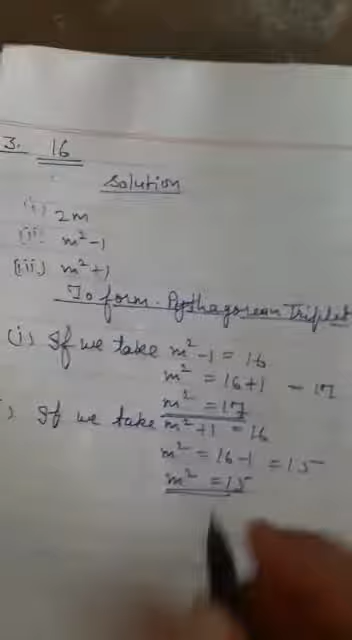 3. 16
Solution
(i) 2m
(ii) m²-1
(iii) m²+1
To form Pythagorean Triplet
(i) If we take m²-1 = 16
m² = 16+1 - 17
m² = 17
If we take m²+1 = 16
m² = 16-1 = 15
m² = 15